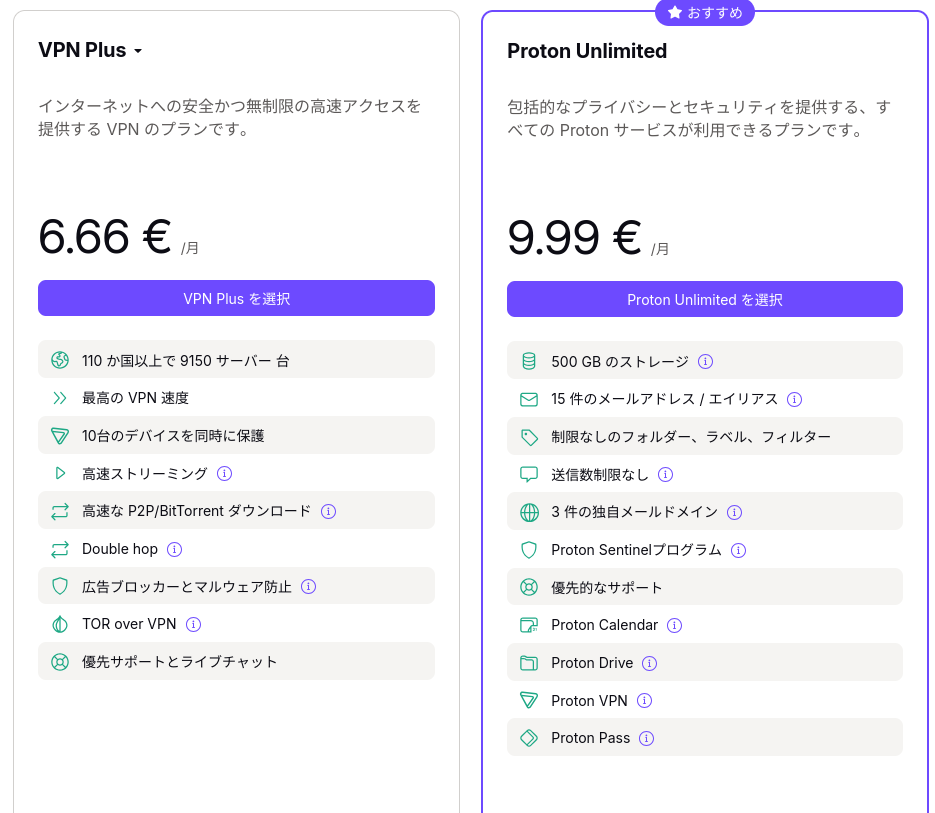 VPN Plus
インターネットへの安全かつ無制限の高速アクセスを
提供する VPN のプランです。
6.66 € /月
VPN Plus を選択
110 か国以上で 9150 サーバー 台
最高の VPN 速度
10台のデバイスを同時に保護
高速ストリーミング
高速な P2P/BitTorrent ダウンロード
Double hop
広告ブロッカーとマルウェア防止
TOR over VPN
優先サポートとライブチャット
おすすめ
Proton Unlimited
包括的なプライバシーとセキュリティを提供する、す
べての Proton サービスが利用できるプランです。
9.99 € /月
Proton Unlimited を選択
500 GB のストレージ
15 件のメールアドレス / エイリアス
制限なしのフォルダー、ラベル、フィルター
送信数制限なし
3 件の独自メールドメイン
Proton Sentinelプログラム
優先的なサポート
Proton Calendar
Proton Drive
Proton VPN
Proton Pass